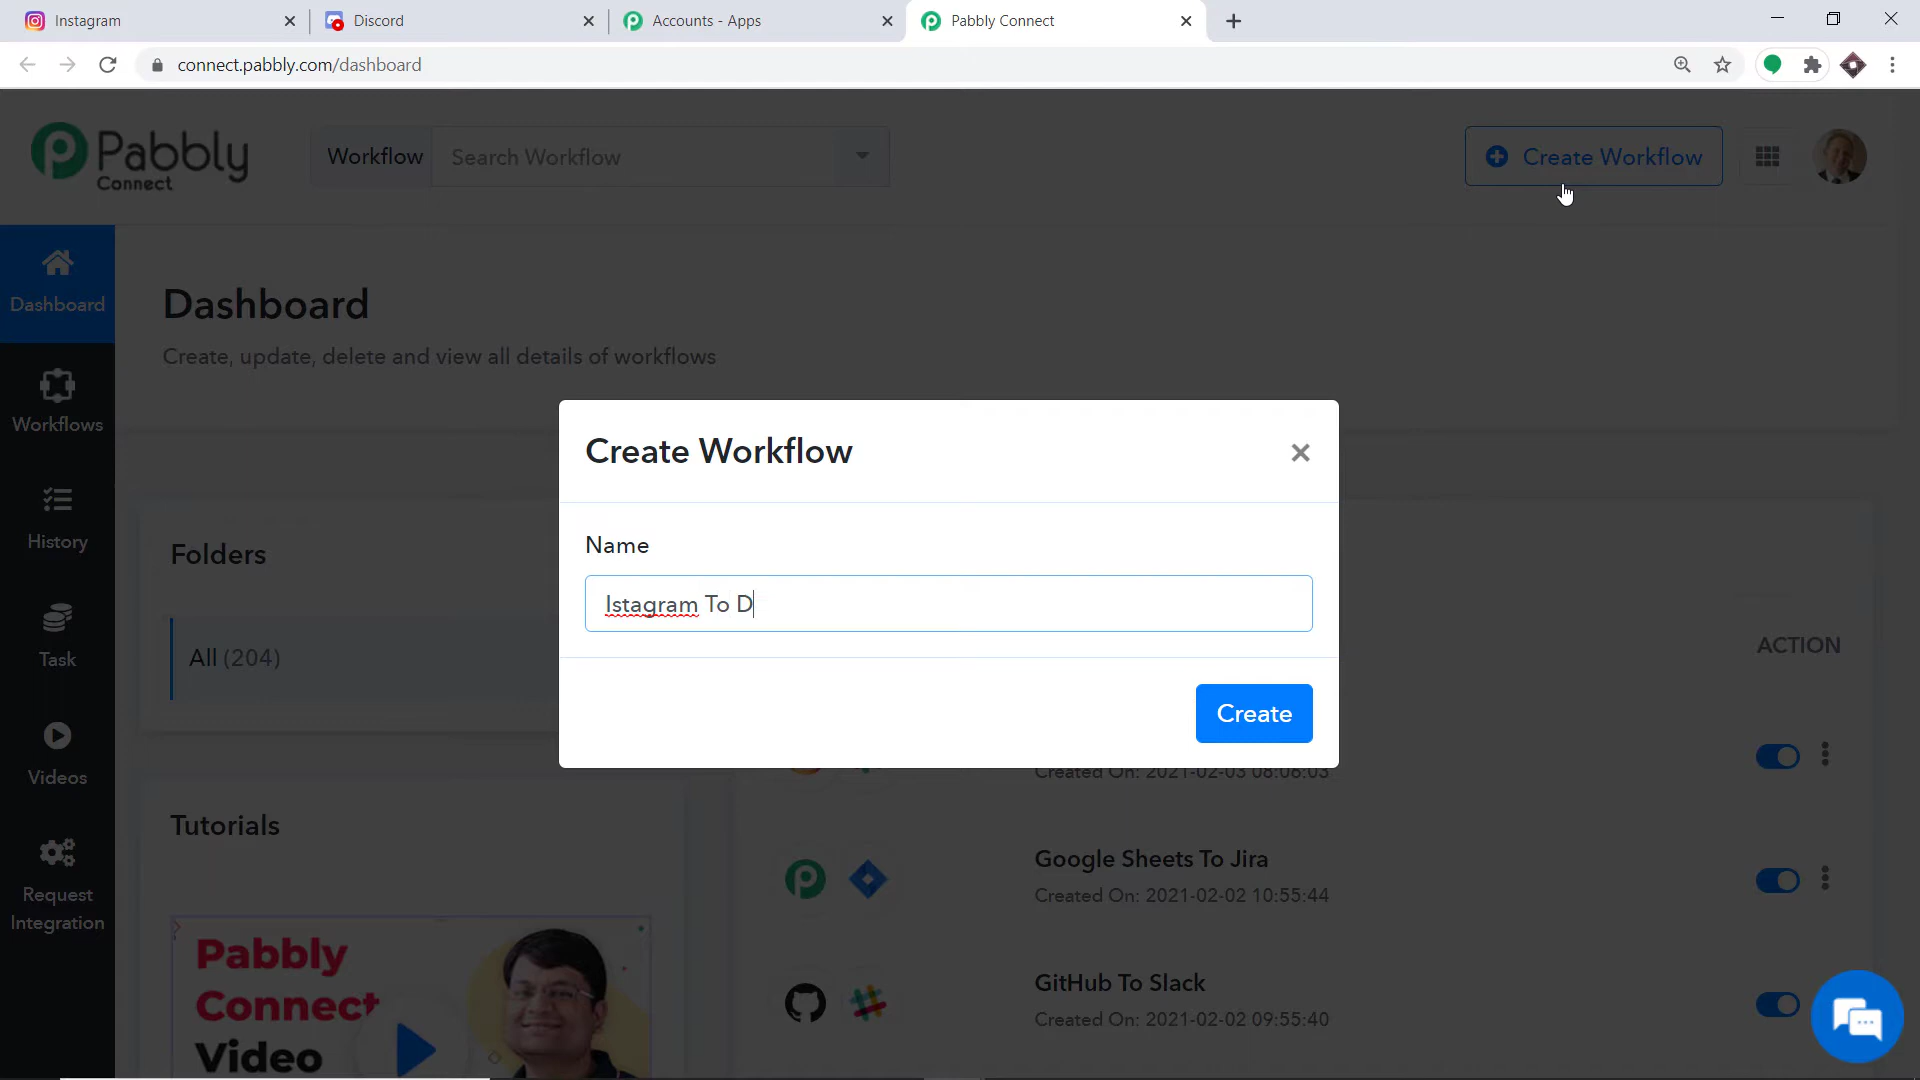 Instagram
Discord
Accounts - Apps
Pabbly Connect
connect.pabbly.com/dashboard
Pabbly
Connect
Workflow
Search Workflow
Create Workflow
Dashboard
Dashboard
Create, update, delete and view all details of workflows
Workflows
Create Workflow
Name
History
Folders
Istagram To D
ACTION
All (204)
Task
Create
Videos
Created On: 2021-02-03 08:06:03
Tutorials
Google Sheets To Jira
Created On: 2021-02-02 10:55:44
Request
Integration
Pabbly
Connect
Video
GitHub To Slack
Created On: 2021-02-02 09:55:40